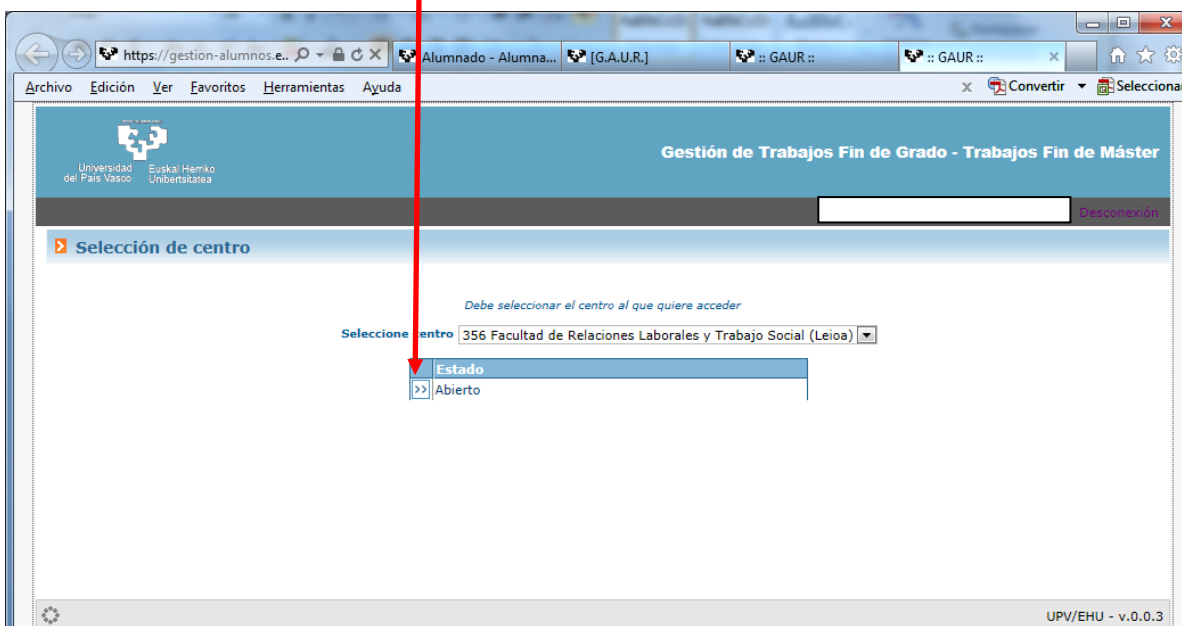 https://gestion-alumnos.e..
Alumnado - Alumna...
[G.A.U.R.]
:: GAUR ::
:: GAUR ::
Archivo Edición Ver Favoritos Herramientas Ayuda
x Convertir Selecciona
Universidad del País Vasco
Euskal Herriko Unibertsitatea
Gestión de Trabajos Fin de Grado - Trabajos Fin de Máster
Desconexión
Selección de centro
Debe seleccionar el centro al que quiere acceder
Seleccione centro 356 Facultad de Relaciones Laborales y Trabajo Social (Leioa)
Estado
>> Abierto
UPV/EHU - v.0.0.3